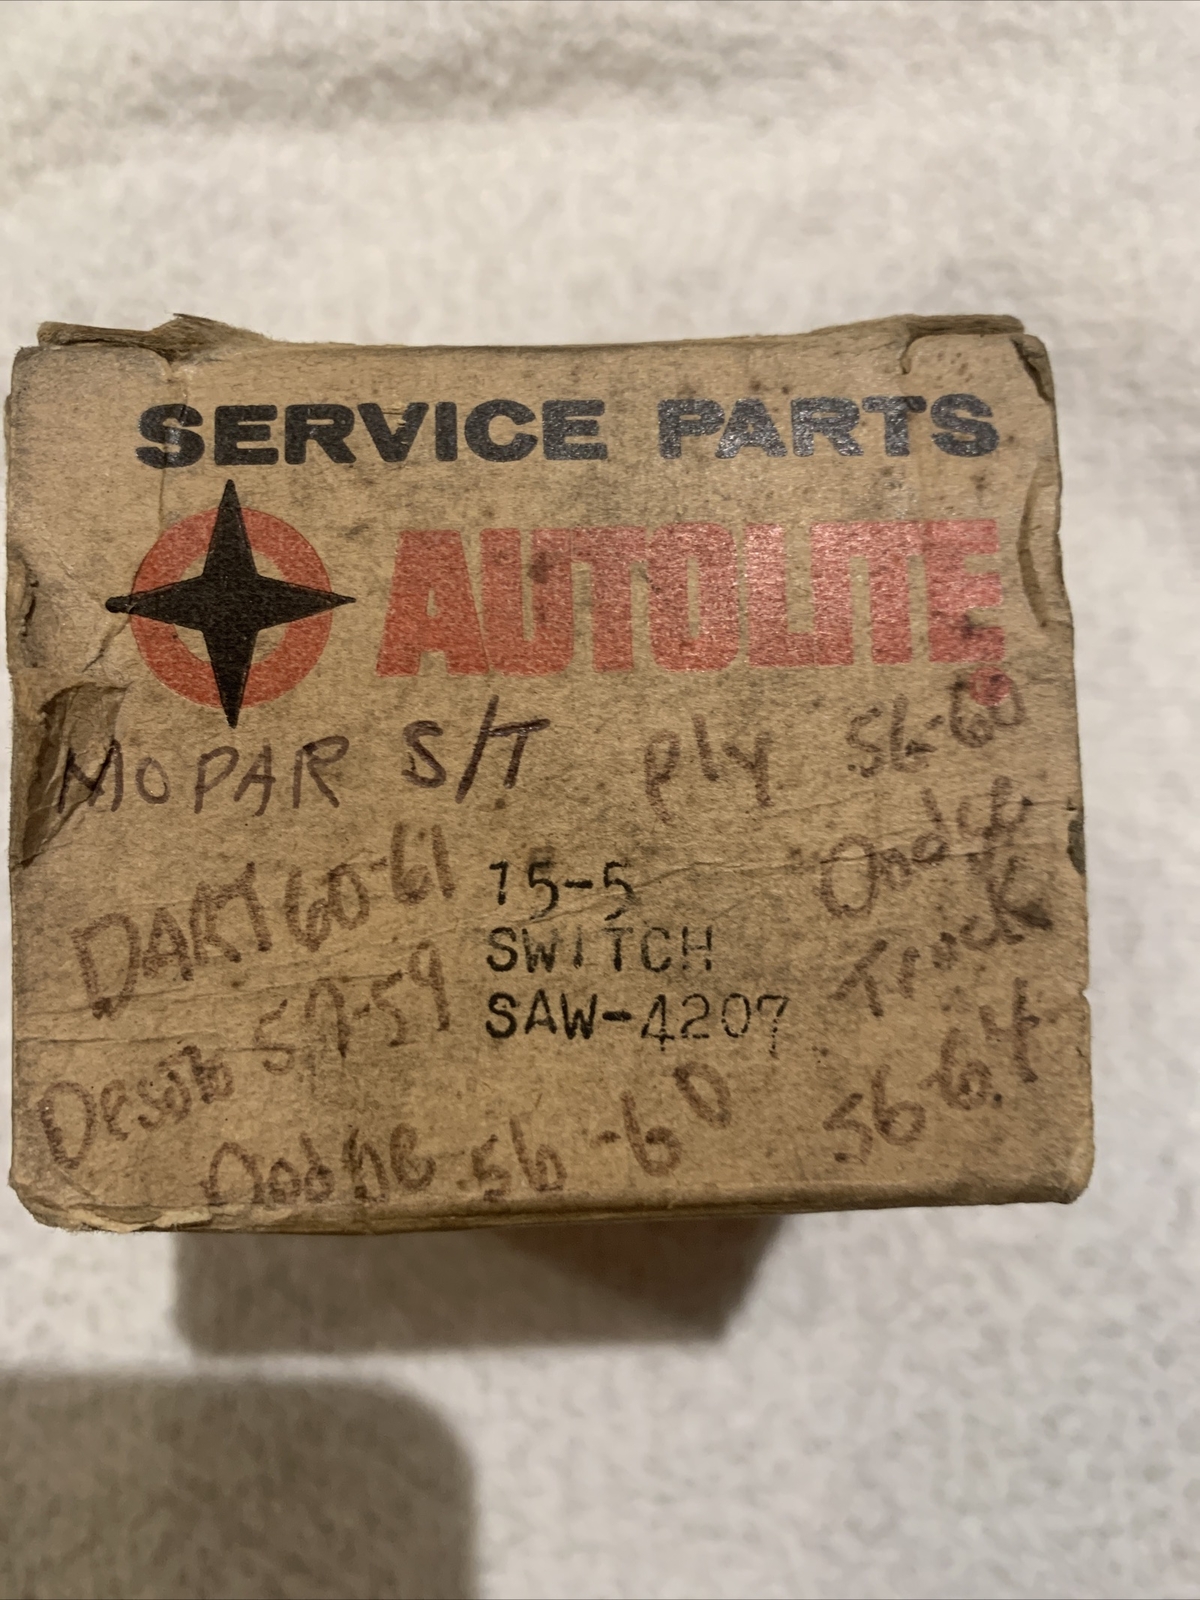 SERVICE PARTS
AUTOLITE
MOPAR S/T
ply 56-60
DART 60-61
15-5
SWITCH
SAW-4207
Dodge
Truck
56-64
Desoto 57-59
Dodge 56-60